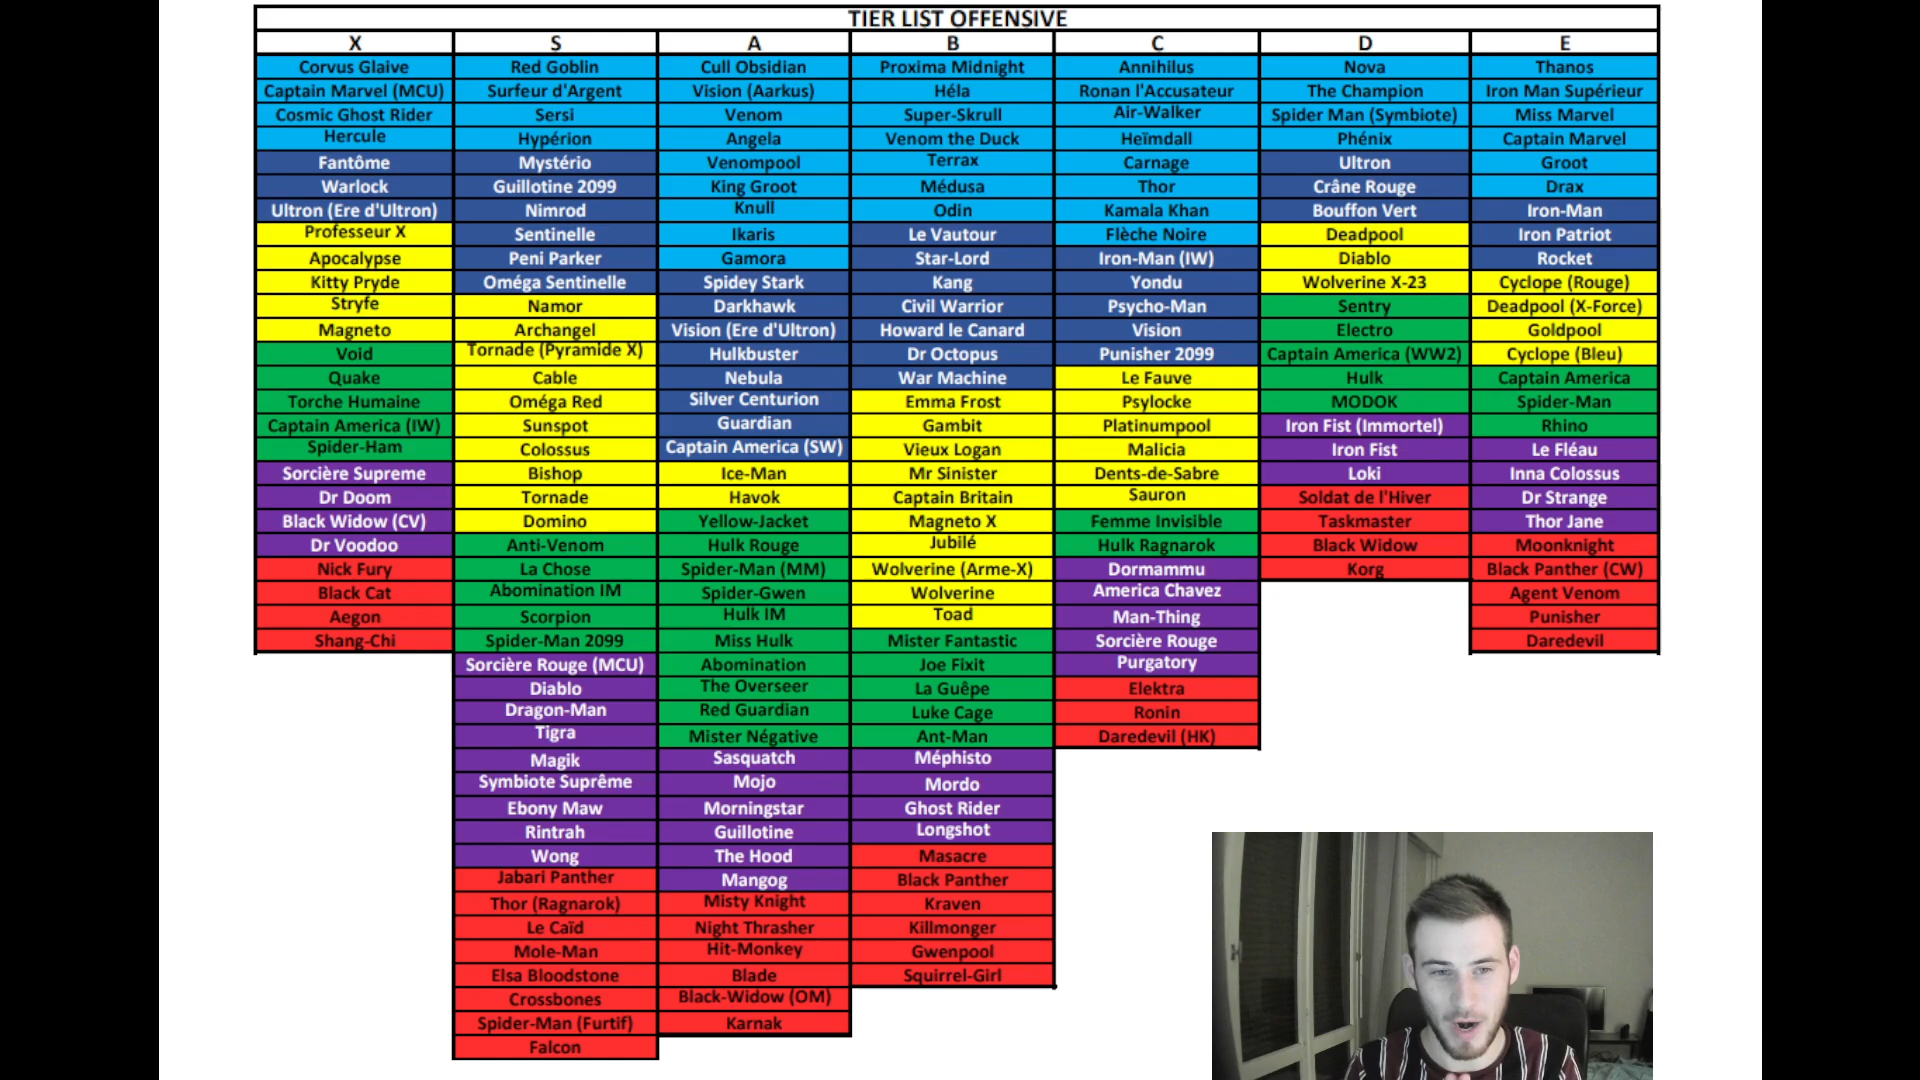 TIER LIST OFFENSIVE
X S A B C D E
Corvus Glaive Red Goblin Cull Obsidian Proxima Midnight Annihilus Nova Thanos
Captain Marvel (MCU) Surfeur d'Argent Vision (Aarkus) Héla Ronan l'Accusateur The Champion Iron Man Supérieur
Cosmic Ghost Rider Sersi Venom Super-Skrull Air-Walker Spider Man (Symbiote) Miss Marvel
Hercule Hypérion Angela Venom the Duck Heïmdall Phénix Captain Marvel
Fantôme Mystério Venompool Terrax Carnage Ultron Groot
Warlock Guillotine 2099 King Groot Médusa Thor Crâne Rouge Drax
Ultron (Ere d'Ultron) Nimrod Knull Odin Kamala Khan Bouffon Vert Iron-Man
Professeur X Sentinelle Ikaris Le Vautour Flèche Noire Deadpool Iron Patriot
Apocalypse Peni Parker Gamora Star-Lord Iron-Man (IW) Diablo Rocket
Kitty Pryde Oméga Sentinelle Spidey Stark Kang Yondu Wolverine X-23 Cyclope (Rouge)
Stryfe Namor Darkhawk Civil Warrior Psycho-Man Sentry Deadpool (X-Force)
Magneto Archangel Vision (Ere d'Ultron) Howard le Canard Vision Electro Goldpool
Void Tornade (Pyramide X) Hulkbuster Dr Octopus Punisher 2099 Captain America (WW2) Cyclope (Bleu)
Quake Cable Nebula War Machine Le Fauve Hulk Captain America
Torche Humaine Oméga Red Silver Centurion Emma Frost Psylocke MODOK Spider-Man
Captain America (IW) Sunspot Guardian Gambit Platinumpool Iron Fist (Immortel) Rhino
Spider-Ham Colossus Captain America (SW) Vieux Logan Malicia Iron Fist Le Fléau
Sorcière Supreme Bishop Ice-Man Mr Sinister Dents-de-Sabre Loki Inna Colossus
Dr Doom Tornade Havok Captain Britain Sauron Soldat de l'Hiver Dr Strange
Black Widow (CV) Domino Yellow-Jacket Magneto X Femme Invisible Taskmaster Thor Jane
Dr Voodoo Anti-Venom Hulk Rouge Jubilé Hulk Ragnarok Black Widow Moonknight
Nick Fury La Chose Spider-Man (MM) Wolverine (Arme-X) Dormammu Korg Black Panther (CW)
Black Cat Abomination IM Spider-Gwen Wolverine America Chavez Agent Venom
Aegon Scorpion Hulk IM Toad Man-Thing Punisher
Shang-Chi Spider-Man 2099 Miss Hulk Mister Fantastic Sorcière Rouge Daredevil
Sorcière Rouge (MCU) Abomination Joe Fixit Purgatory
Diablo The Overseer La Guêpe Elektra
Dragon-Man Red Guardian Luke Cage Ronin
Tigra Mister Négative Ant-Man Daredevil (HK)
Magik Sasquatch Méphisto
Symbiote Suprême Mojo Mordo
Ebony Maw Morningstar Ghost Rider
Rintrah Guillotine Longshot
Wong The Hood Masacre
Jabari Panther Mangog Black Panther
Thor (Ragnarok) Misty Knight Kraven
Le Caïd Night Thrasher Killmonger
Mole-Man Hit-Monkey Gwenpool
Elsa Bloodstone Blade Squirrel-Girl
Crossbones Black-Widow (OM)
Spider-Man (Furtif) Karnak
Falcon